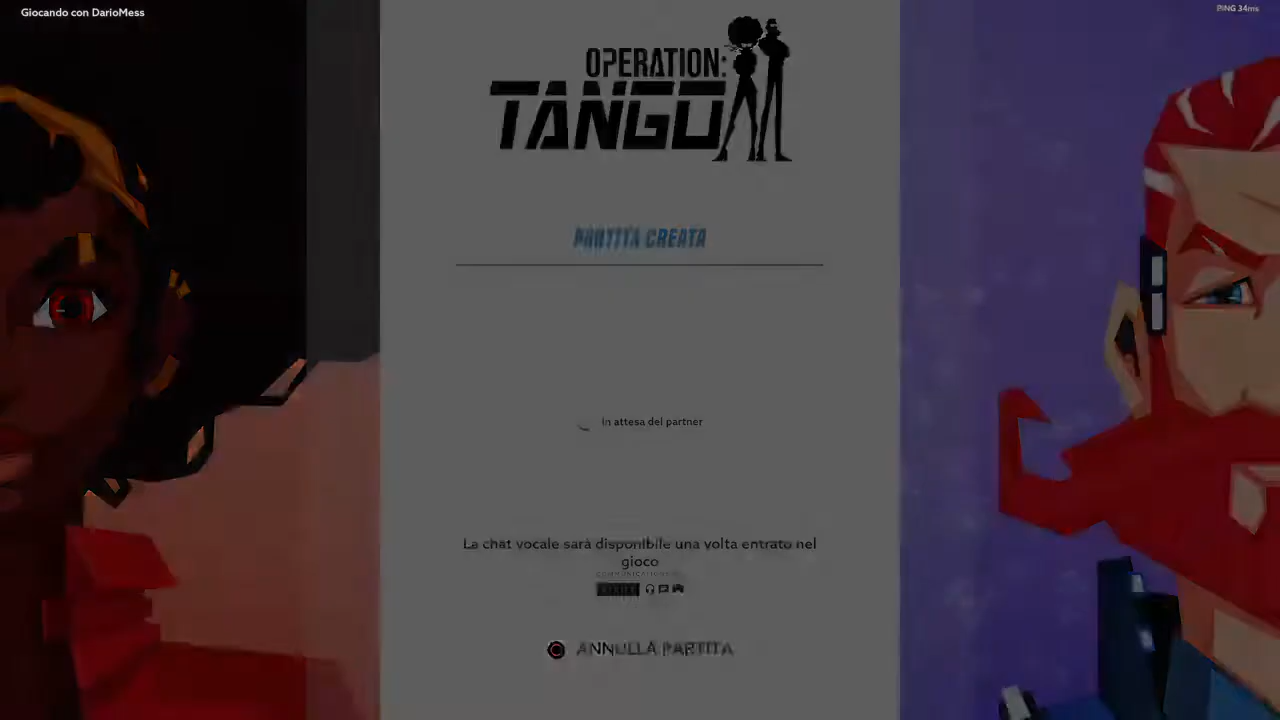 Giocando con DarioMess
PING 34ms
OPERATION:
TANGO
PARTITA CREATA
In attesa del partner
La chat vocale sarà disponibile una volta entrato nel
gioco
COMMUNICATIONS
ANNULLA PARTITA